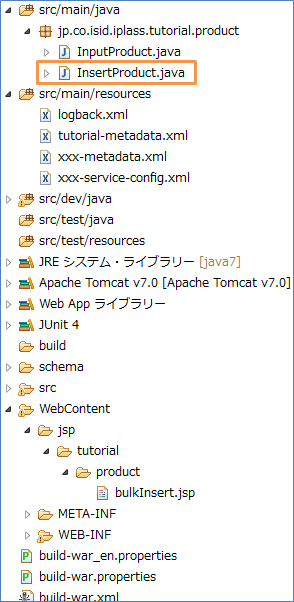 src/main/java
jp.co.isid.iplass.tutorial.product
InputProduct.java
InsertProduct.java
src/main/resources
logback.xml
tutorial-metadata.xml
xxx-metadata.xml
xxx-service-config.xml
src/dev/java
src/test/java
src/test/resources
JRE システム・ライブラリー [java7]
Apache Tomcat v7.0 [Apache Tomcat v7.0]
Web App ライブラリー
JUnit 4
build
schema
src
WebContent
jsp
tutorial
product
bulkInsert.jsp
META-INF
WEB-INF
build-war_en.properties
build-war.properties
build-war.xml